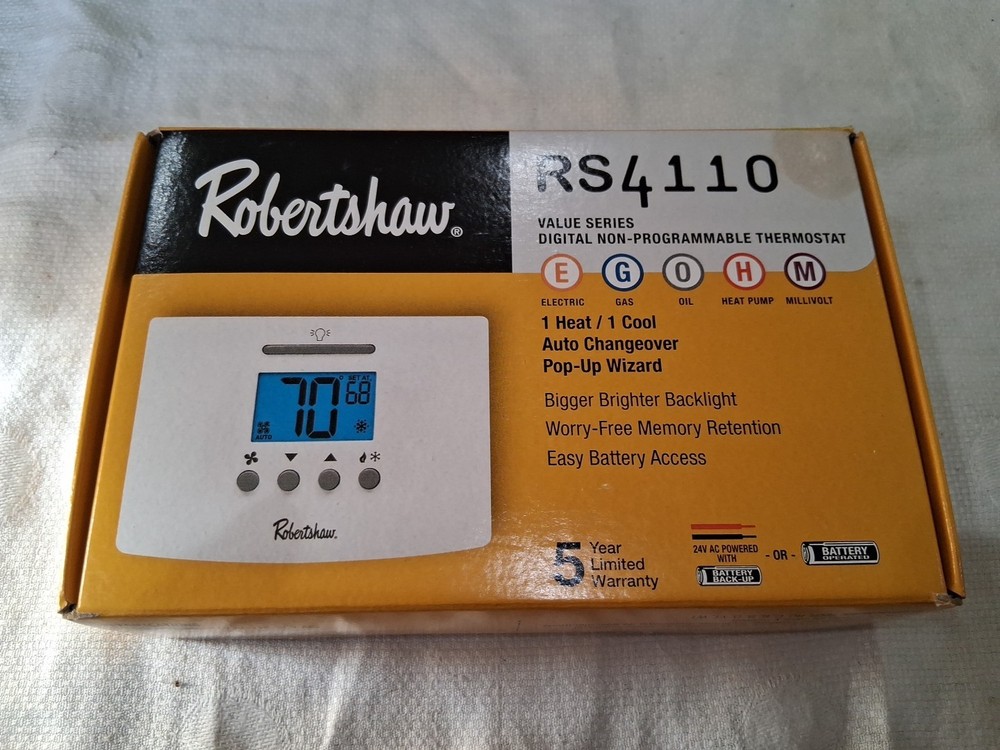 Robertshaw®
RS4110
VALUE SERIES
DIGITAL NON-PROGRAMMABLE THERMOSTAT
E G O H M
ELECTRIC GAS OIL HEAT PUMP MILLIVOLT
1 Heat / 1 Cool
Auto Changeover
Pop-Up Wizard
Bigger Brighter Backlight
Worry-Free Memory Retention
Easy Battery Access
SET AT
70 68
AUTO
Robertshaw
5 Year
Limited
Warranty
24V AC POWERED
WITH
BATTERY
BACK-UP
- OR -
BATTERY
OPERATED